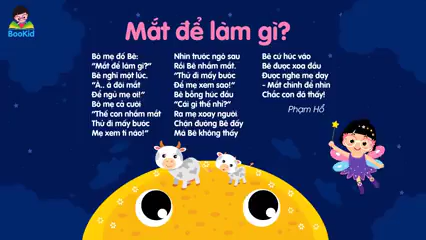 BooKid
Mắt để làm gì?
Bò mẹ đố Bê:
"Mắt để làm gì?"
Bê nghĩ một lúc.
"À.. à đôi mắt
Để ngủ mẹ ơi!"
Bò mẹ cả cười
"Thế con nhắm mắt
Thử đi mấy bước
Mẹ xem tí nào!"
Nhìn trước ngó sau
Rồi Bê nhắm mắt.
"Thử đi mấy bước
Để mẹ xem sao!"
Bê bỗng húc đầu
"Cái gì thế nhỉ?"
Ra mẹ xoay người
Chặn đường Bê đấy
Mà Bê không thấy
Bê cứ húc vào
Bê được xoa đầu
Được nghe mẹ dạy
- Mắt chính để nhìn
Chắc con đã thấy!
Phạm Hổ